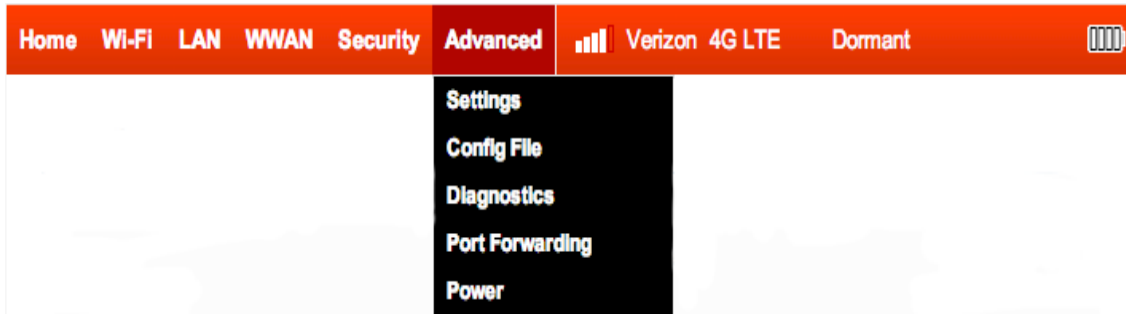 Home Wi-Fi LAN WWAN Security Advanced Verizon 4G LTE Dormant
Settings
Config File
Diagnostics
Port Forwarding
Power